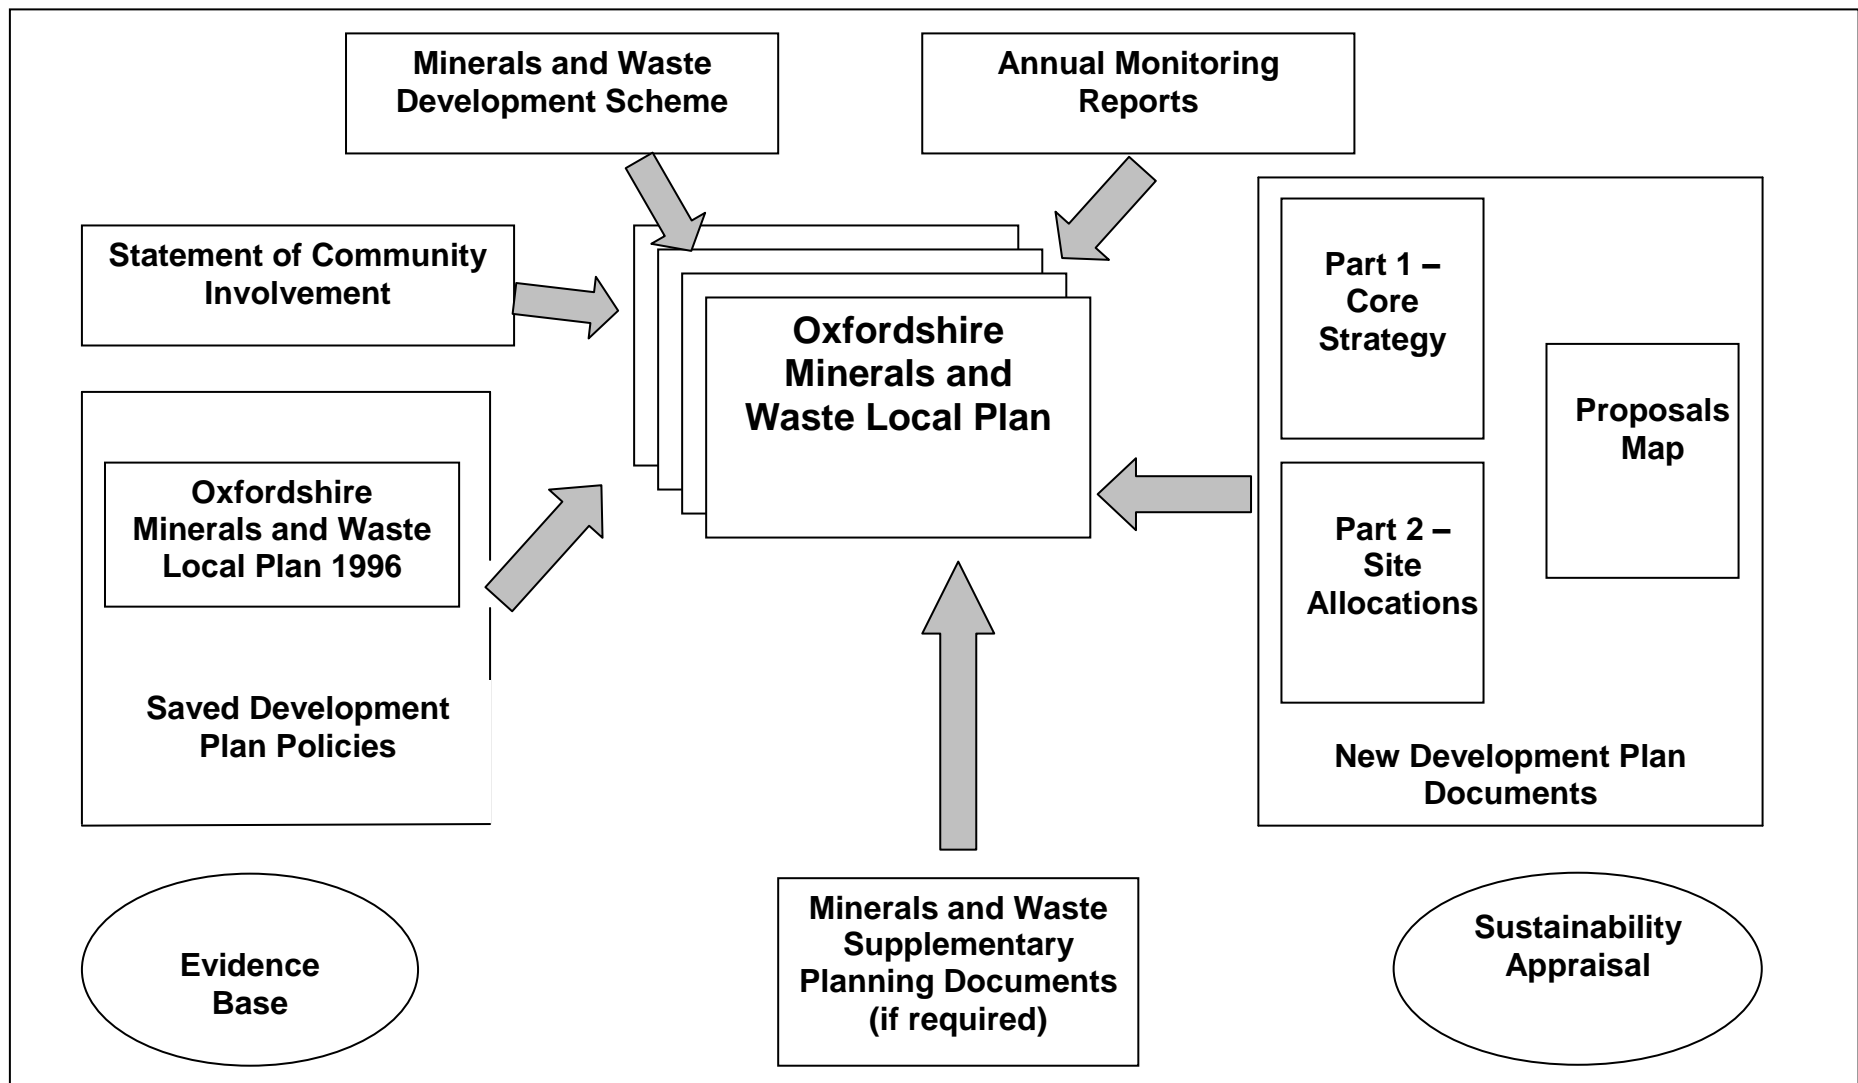 Minerals and Waste
Development Scheme
Annual Monitoring
Reports
Statement of Community
Involvement
Oxfordshire
Minerals and
Waste Local Plan
Part 1 –
Core
Strategy
Proposals
Map
Oxfordshire
Minerals and Waste
Local Plan 1996
Part 2 –
Site
Allocations
Saved Development
Plan Policies
New Development Plan
Documents
Evidence
Base
Minerals and Waste
Supplementary
Planning Documents
(if required)
Sustainability
Appraisal